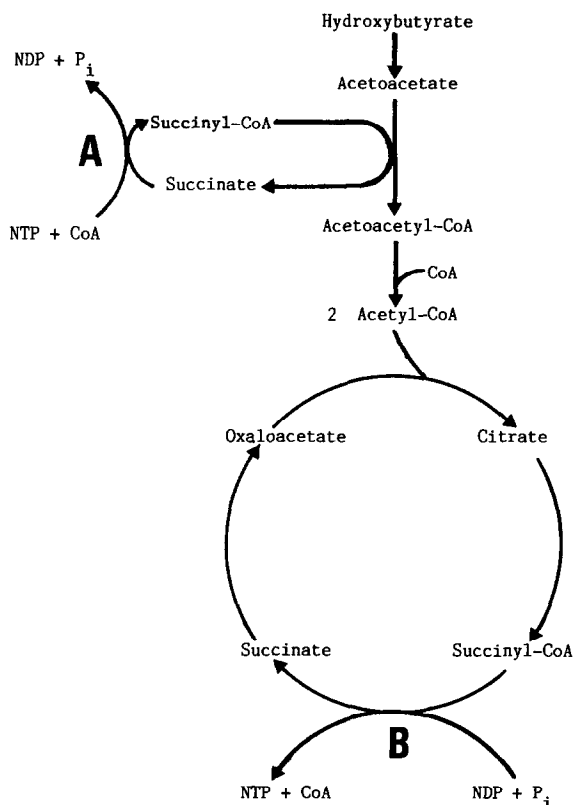 Hydroxybutyrate
NDP + Pi
Acetoacetate
Succinyl-CoA
A
Succinate
NTP + CoA
Acetoacetyl-CoA
CoA
2 Acetyl-CoA
Oxaloacetate
Citrate
Succinate
Succinyl-CoA
B
NTP + CoA
NDP + Pi